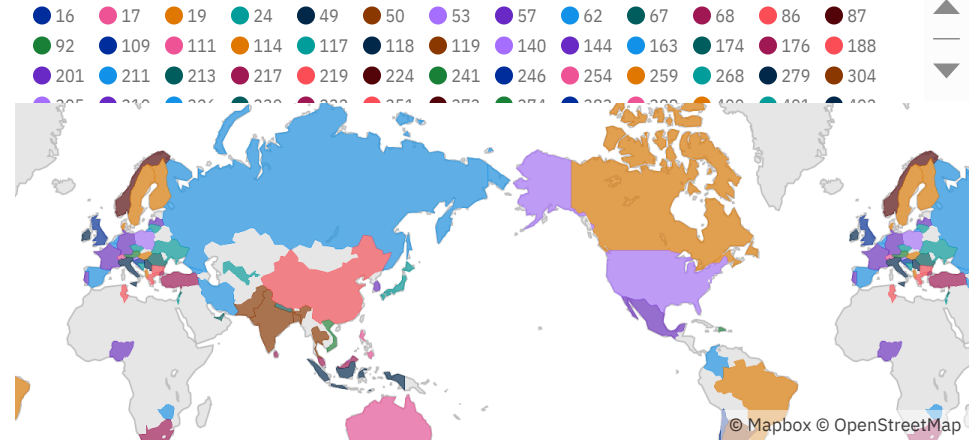 16 17 19 24 49 50 53 57 62 67 68 86 87
92 109 111 114 117 118 119 140 144 163 174 176 188
201 211 213 217 219 224 241 246 254 259 268 279 304
© Mapbox © OpenStreetMap